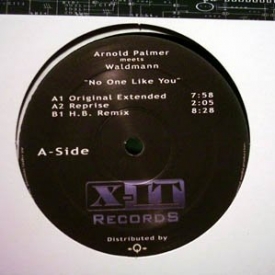 Arnold Palmer
meets
Waldmann
"No One Like You"
A1 Original Extended 7:58
A2 Reprise 2:05
B1 H.B. Remix 8:28
A-Side
X-IT
RECORDS
Distributed by
-Q-